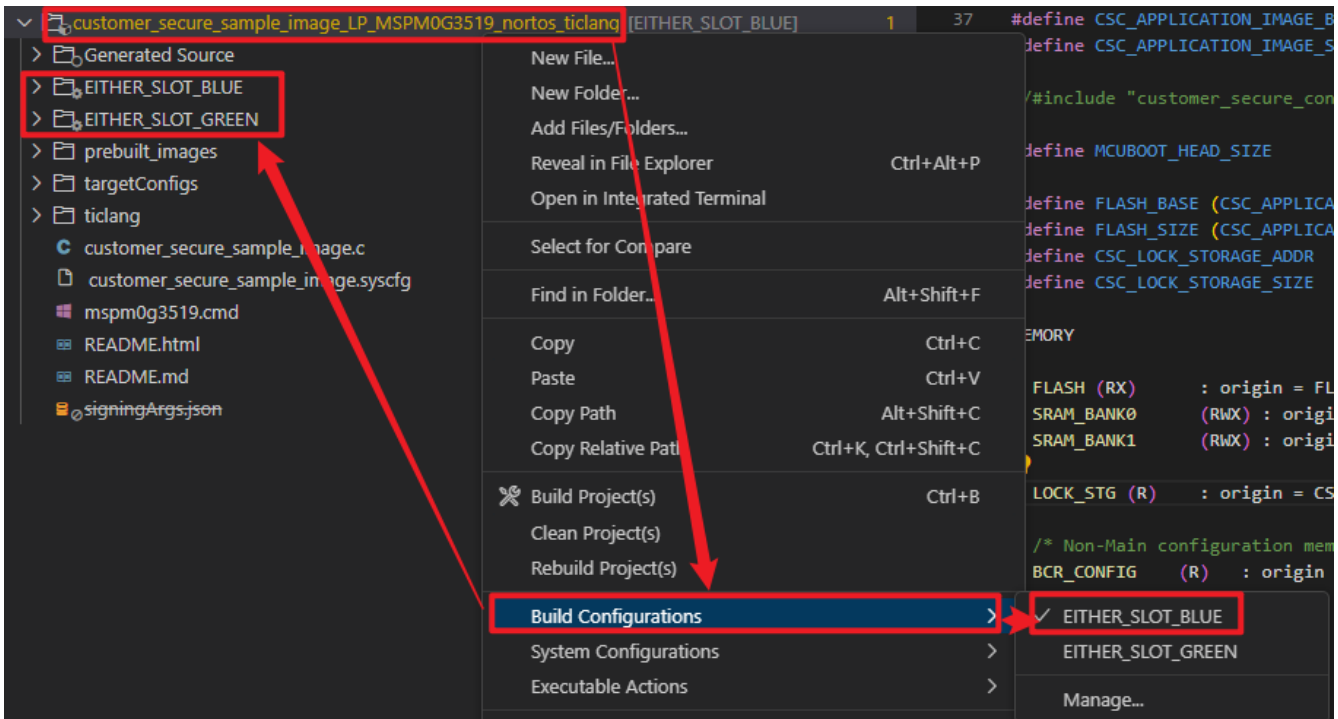 customer_secure_sample_image_LP_MSPM0G3519_nortos_ticlang [EITHER_SLOT_BLUE] 1
Generated Source
EITHER_SLOT_BLUE
EITHER_SLOT_GREEN
prebuilt_images
targetConfigs
ticlang
customer_secure_sample_image.c
customer_secure_sample_image.syscfg
mspm0g3519.cmd
README.html
README.md
signingArgs.json
New File...
New Folder...
Add Files/Folders...
Reveal in File Explorer Ctrl+Alt+P
Open in Integrated Terminal
Select for Compare
Find in Folder... Alt+Shift+F
Copy Ctrl+C
Paste Ctrl+V
Copy Path Alt+Shift+C
Copy Relative Path Ctrl+K, Ctrl+Shift+C
Build Project(s) Ctrl+B
Clean Project(s)
Rebuild Project(s)
Build Configurations
System Configurations
Executable Actions
EITHER_SLOT_BLUE
EITHER_SLOT_GREEN
Manage...
37 #define CSC_APPLICATION_IMAGE_B
define CSC_APPLICATION_IMAGE_S
/#include "customer_secure_con
define MCUBOOT_HEAD_SIZE
define FLASH_BASE (CSC_APPLICA
define FLASH_SIZE (CSC_APPLICA
define CSC_LOCK_STORAGE_ADDR
define CSC_LOCK_STORAGE_SIZE
EMORY
FLASH (RX) : origin = FL
SRAM_BANK0 (RWX) : origi
SRAM_BANK1 (RWX) : origi
LOCK_STG (R) : origin = CS
/* Non-Main configuration mem
BCR_CONFIG (R) : origin